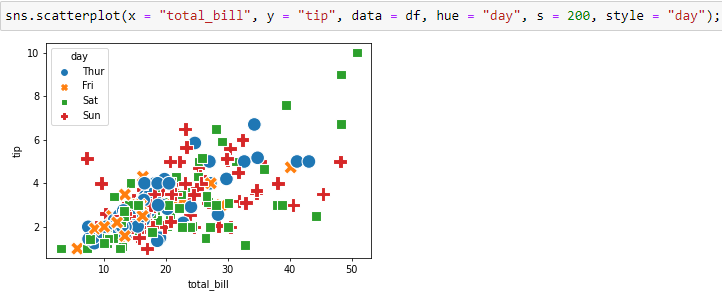 sns.scatterplot(x = "total_bill", y = "tip", data = df, hue = "day", s = 200, style = "day");
day
Thur
Fri
Sat
Sun
tip
10
8
6
4
2
10 20 30 40 50
total_bill